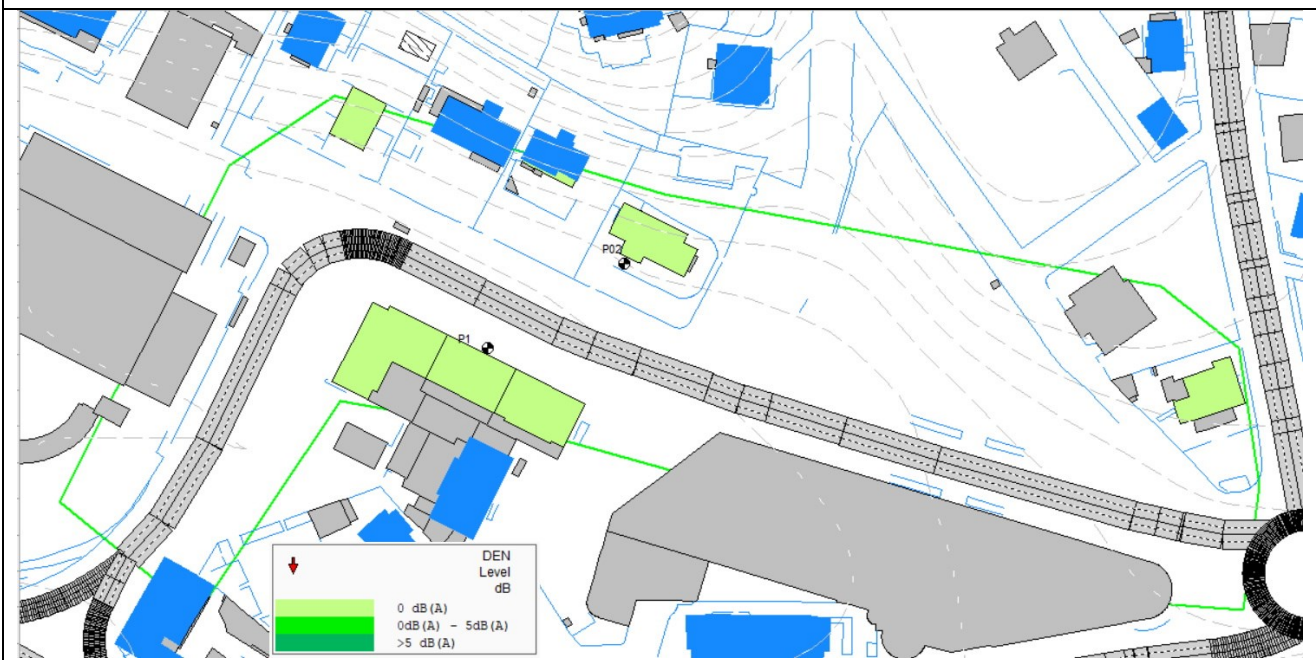 P02
P1
DEN
Level
dB
0 dB(A)
0dB(A) - 5dB(A)
>5 dB(A)